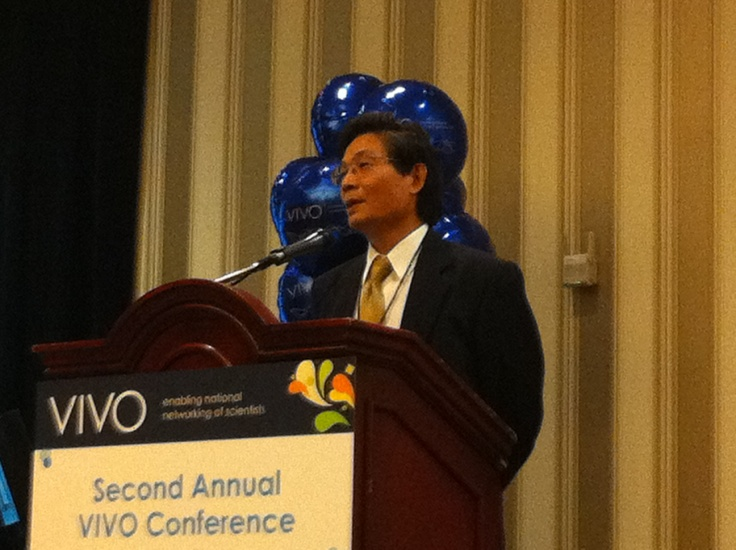 VIVO
VIVO
VIVO
enabling national
networking of scientists
Second Annual
VIVO Conference